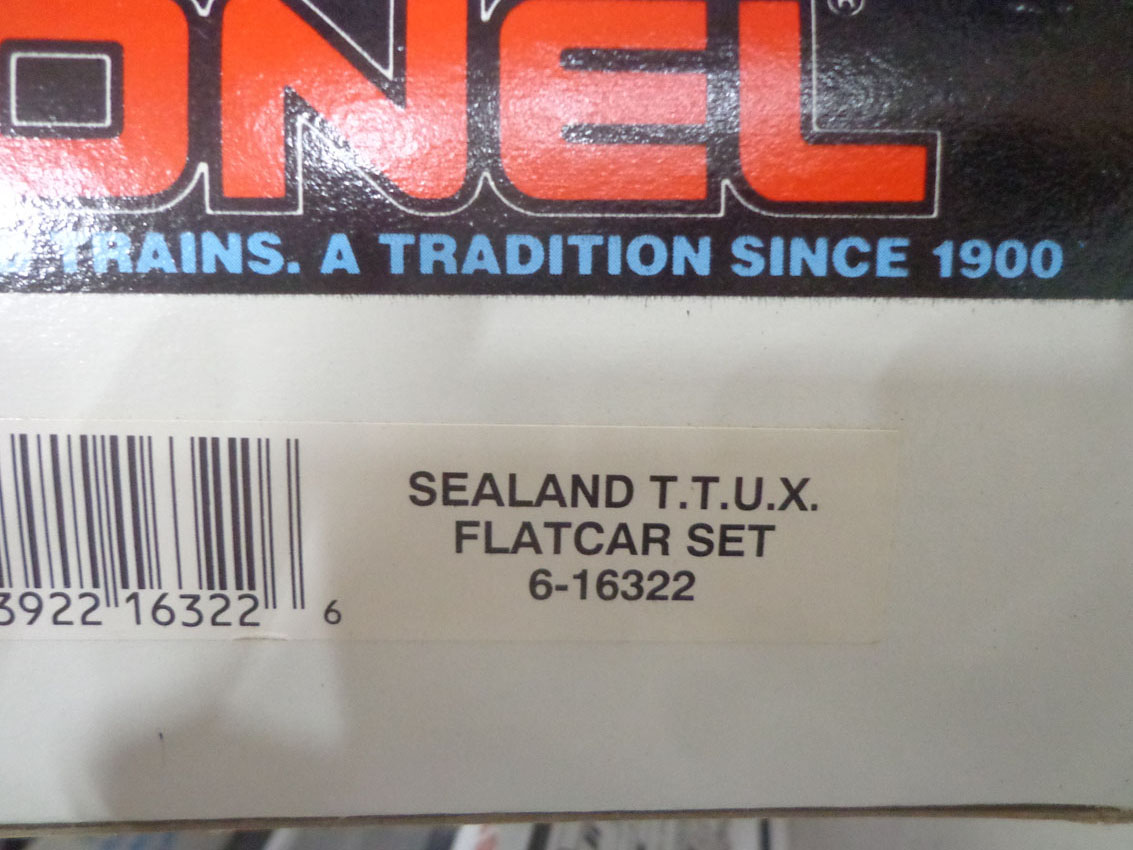 ONEL®
TRAINS. A TRADITION SINCE 1900
SEALAND T.T.U.X.
FLATCAR SET
6-16322
3922 16322 6